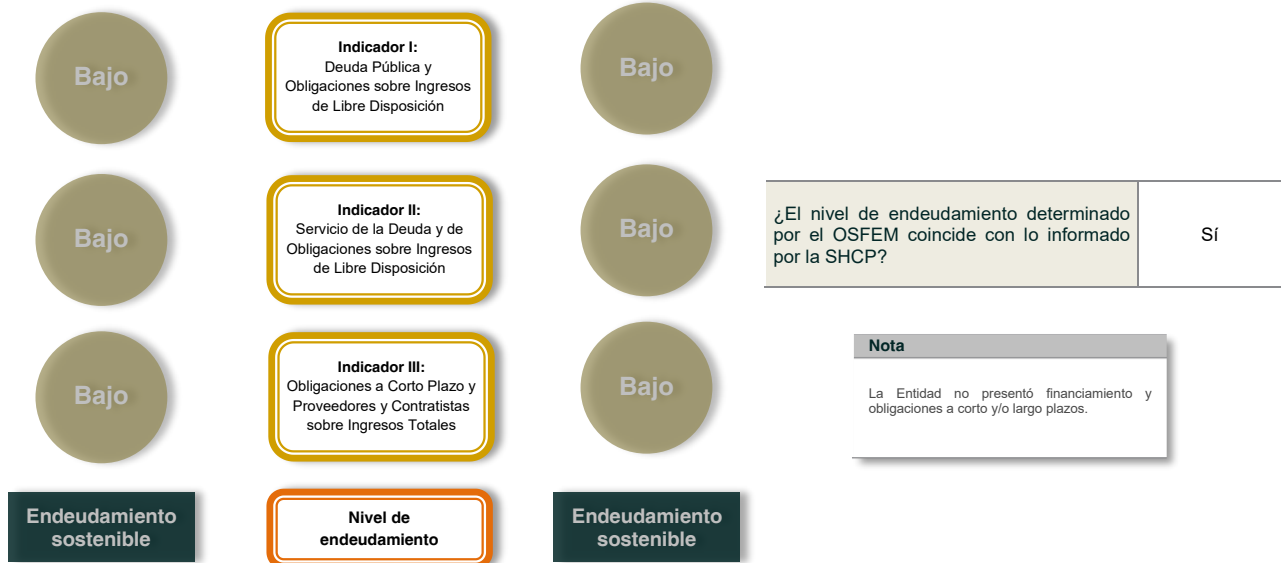 Bajo
Indicador I:
Deuda Pública y
Obligaciones sobre Ingresos
de Libre Disposición
Bajo
Bajo
Indicador II:
Servicio de la Deuda y de
Obligaciones sobre Ingresos
de Libre Disposición
Bajo
¿El nivel de endeudamiento determinado
por el OSFEM coincide con lo informado
por la SHCP?
Sí
Bajo
Indicador III:
Obligaciones a Corto Plazo y
Proveedores y Contratistas
sobre Ingresos Totales
Bajo
Nota
La Entidad no presentó financiamiento y
obligaciones a corto y/o largo plazos.
Endeudamiento
sostenible
Nivel de
endeudamiento
Endeudamiento
sostenible